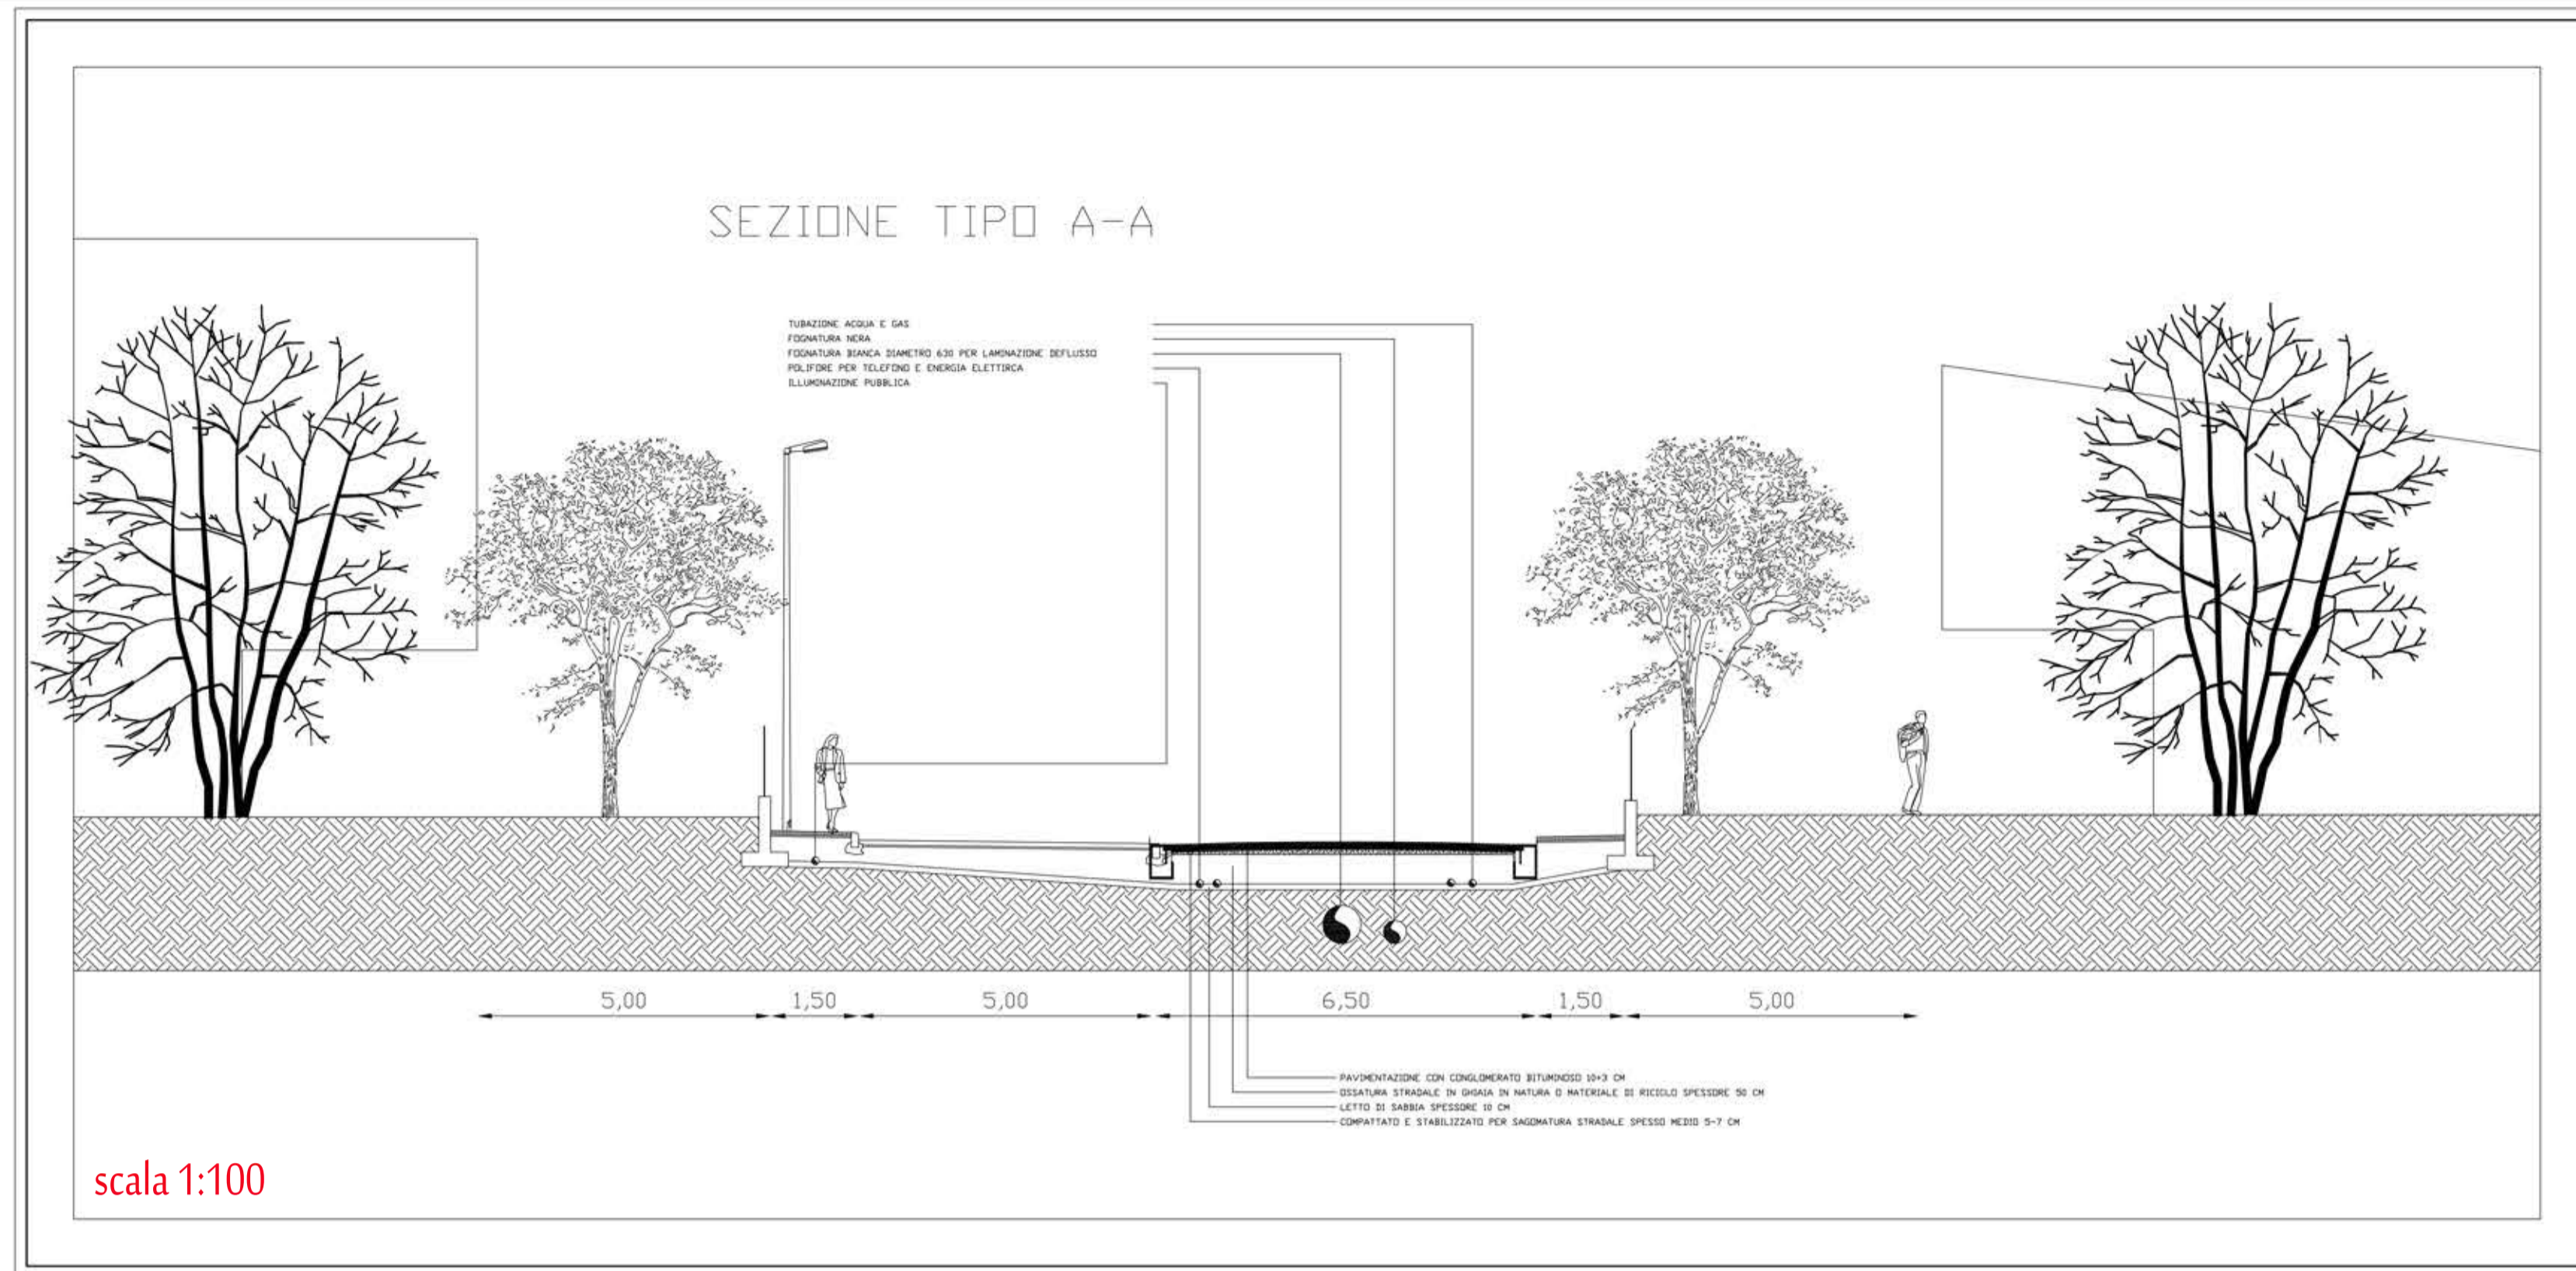 SEZIONE TIPO A-A
TUBAZIONE ACQUA E GAS
FOGNATURA NERA
FOGNATURA BIANCA DIAMETRO 630 PER LAMINAZIONE DEFLUSSO
POLIFORE PER TELEFONO E ENERGIA ELETTIRCA
ILLUMINAZIONE PUBBLICA
5,00 1,50 5,00 6,50 1,50 5,00
PAVIMENTAZIONE CON CONGLOMERATO BITUMINOSO 10+3 CM
OSSATURA STRADALE IN GHIAIA IN NATURA O MATERIALE DI RICICLO SPESSORE 50 CM
LETTO DI SABBIA SPESSORE 10 CM
COMPATTATO E STABILIZZATO PER SAGOMATURA STRADALE SPESSO MEDIO 5-7 CM
scala 1:100